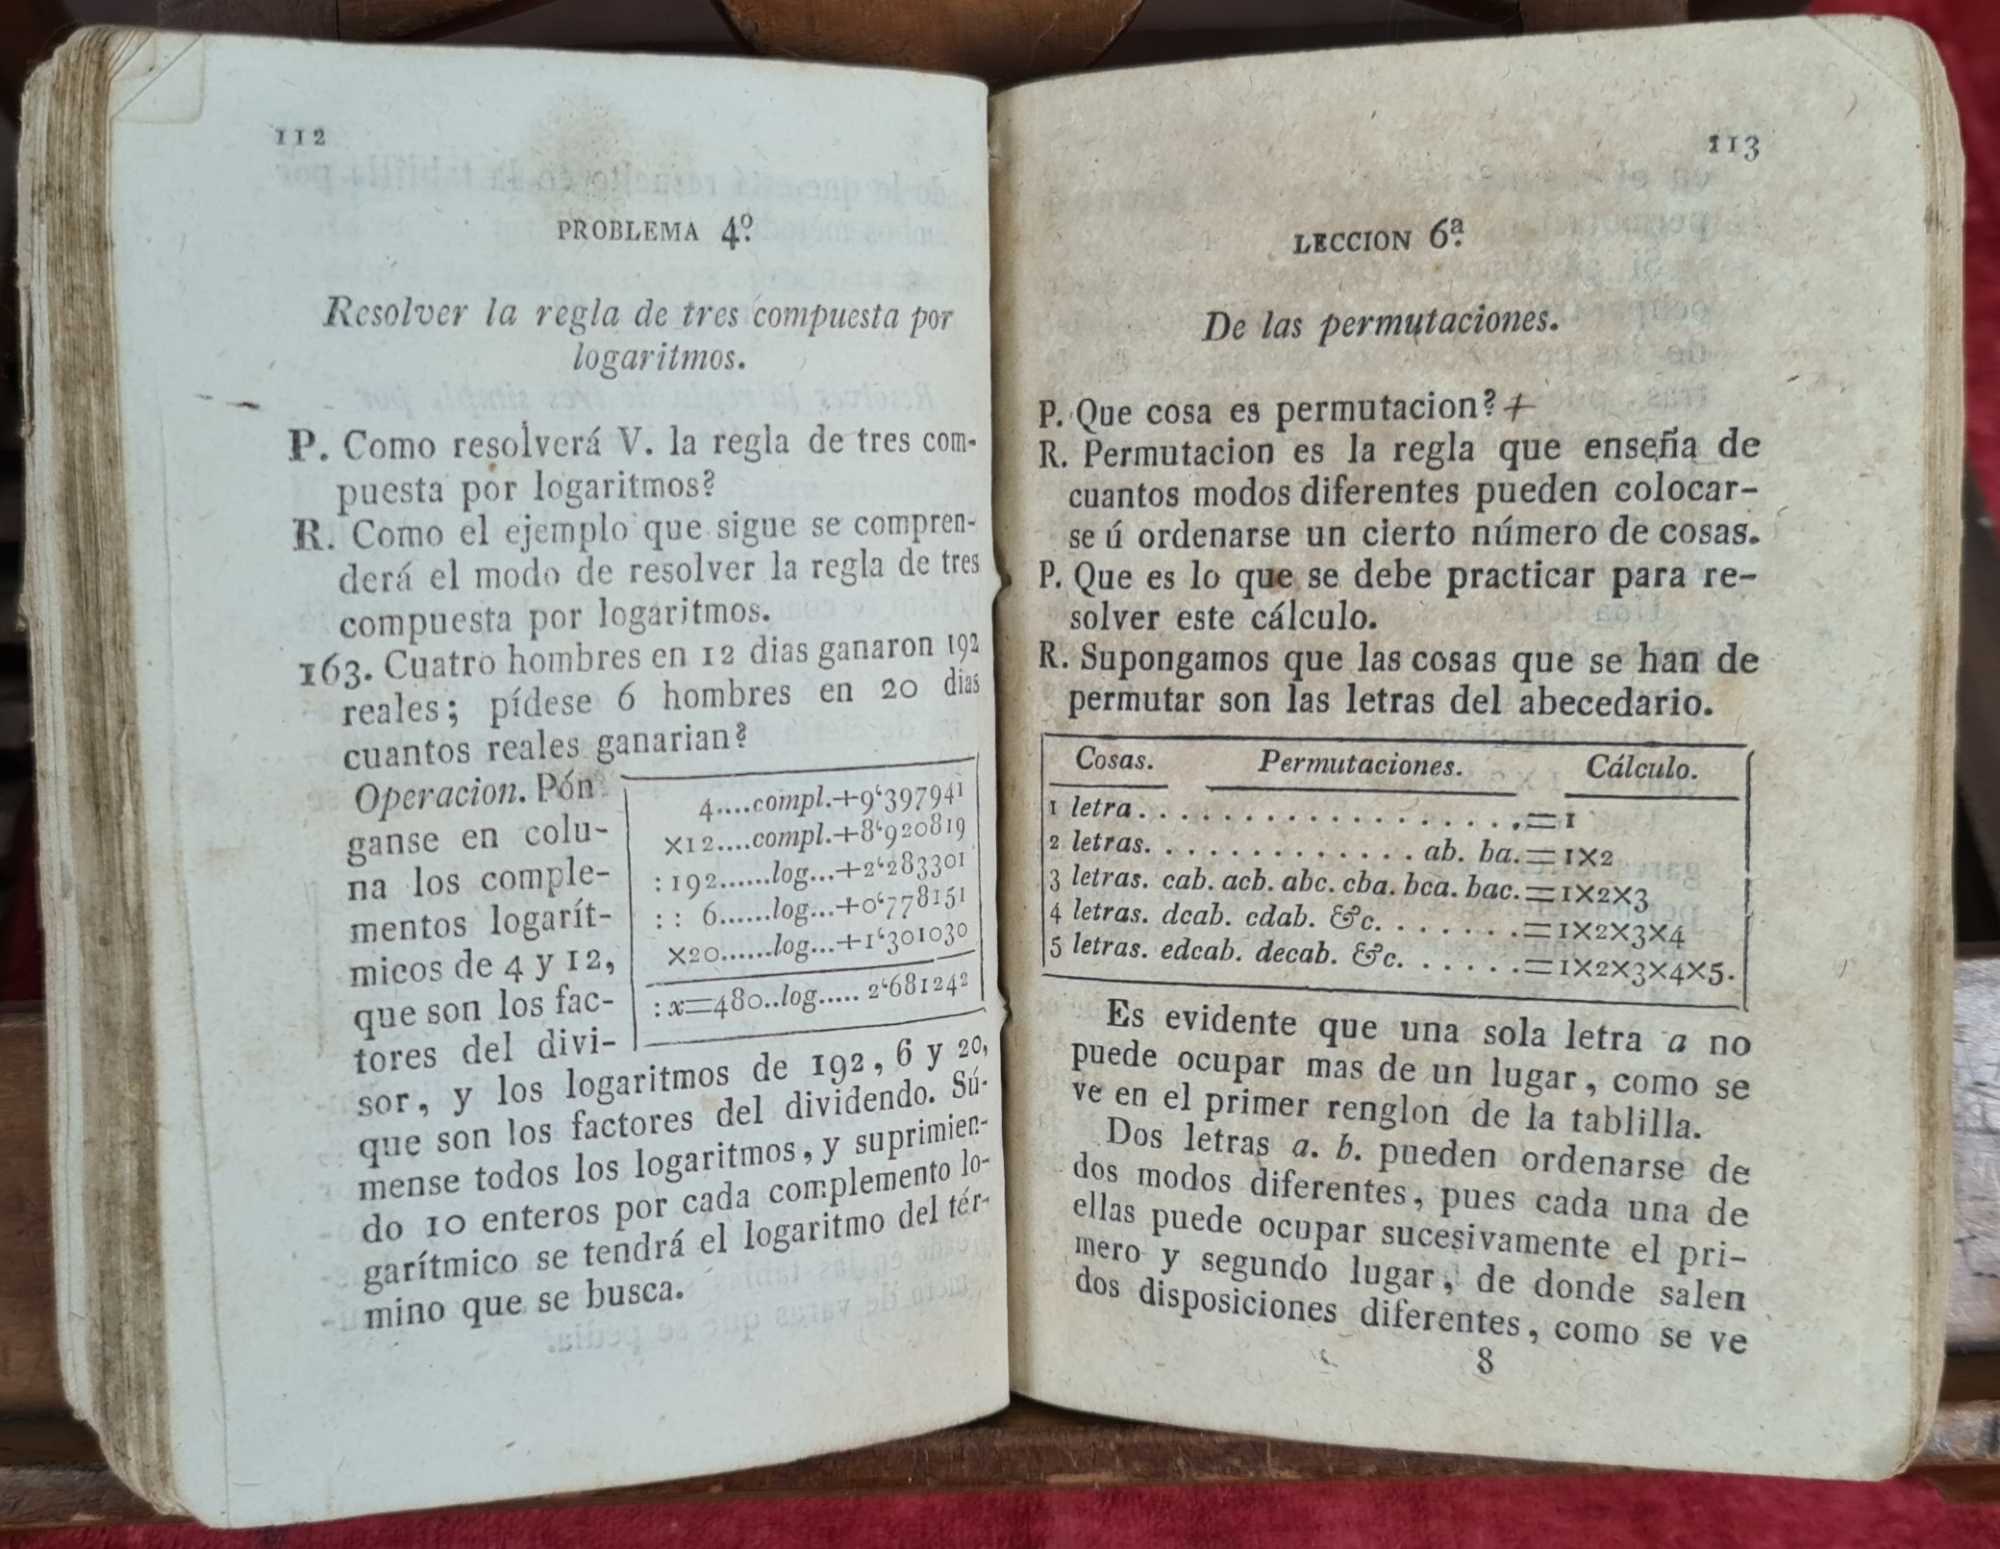 112
PROBLEMA 4º.
Resolver la regla de tres compuesta por
logaritmos.
P. Como resolverá V. la regla de tres com-
puesta por logaritmos?
R. Como el ejemplo que sigue se compren-
derá el modo de resolver la regla de tres
compuesta por logaritmos.
163. Cuatro hombres en 12 dias ganaron 192
reales; pídese 6 hombres en 20 dias
cuantos reales ganarian?
Operacion. Pón
ganse en colu-
na los comple-
mentos logarít-
micos de 4 y 12,
que son los fac-
tores del divi-
4....compl.+9‘397941
×12....compl.+8‘920819
:192......log...+2‘283301
:: 6......log...+0‘778151
×20......log...+1‘301030
:x=480..log..... 2‘681242
sor, y los logaritmos de 192, 6 y 20,
que son los factores del dividendo. Sú-
mense todos los logaritmos, y suprimien-
do 10 enteros por cada complemento lo-
garítmico se tendrá el logaritmo del tér-
mino que se busca.
113
LECCION 6ª.
De las permutaciones.
P. Que cosa es permutacion? +
R. Permutacion es la regla que enseña de
cuantos modos diferentes pueden colocar-
se ú ordenarse un cierto número de cosas.
P. Que es lo que se debe practicar para re-
solver este cálculo.
R. Supongamos que las cosas que se han de
permutar son las letras del abecedario.
Cosas. Permutaciones. Cálculo.
1 letra. . . . . . . . . . . . . . . . . .=1
2 letras. . . . . . . . . . . . . ab. ba.=1×2
3 letras. cab. acb. abc. cba. bca. bac.=1×2×3
4 letras. dcab. cdab. &c. . . . . . .=1×2×3×4
5 letras. edcab. decab. &c. . . . . .=1×2×3×4×5.
Es evidente que una sola letra a no
puede ocupar mas de un lugar, como se
ve en el primer renglon de la tablilla.
Dos letras a. b. pueden ordenarse de
dos modos diferentes, pues cada una de
ellas puede ocupar sucesivamente el pri-
mero y segundo lugar, de donde salen
dos disposiciones diferentes, como se ve
8